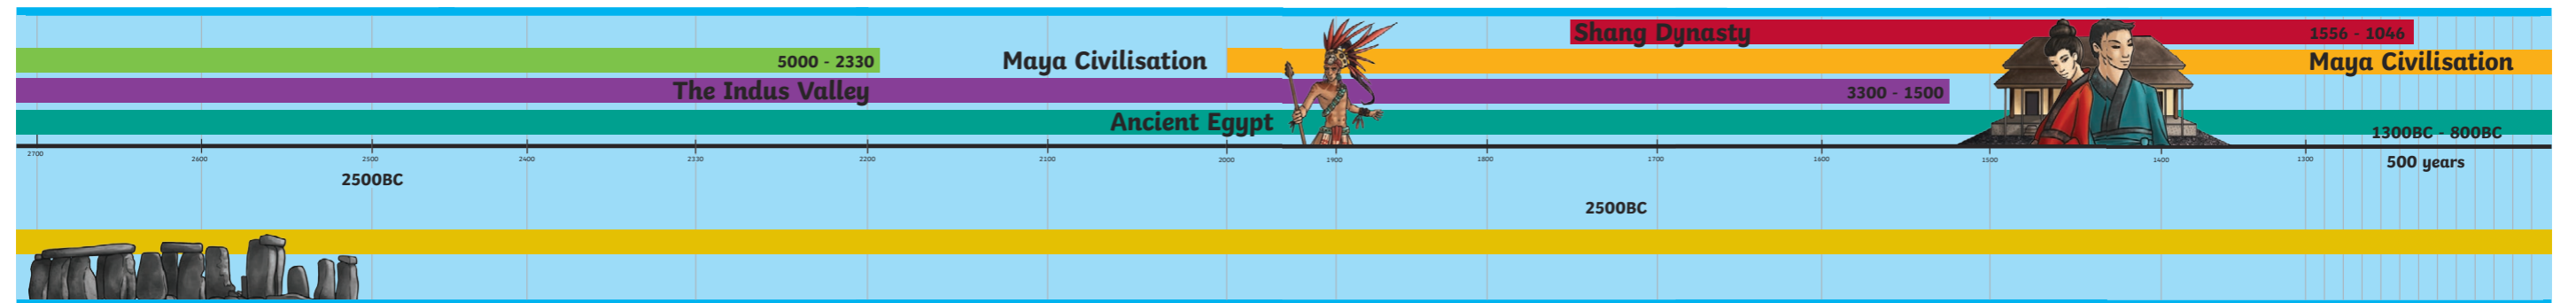 Shang Dynasty
1556 - 1046
5000 - 2330
Maya Civilisation
Maya Civilisation
The Indus Valley
3300 - 1500
Ancient Egypt
1300BC - 800BC
2700 2600 2500 2400 2330 2200 2100 2000 1900 1800 1700 1600 1500 1400 1300
500 years
2500BC
2500BC